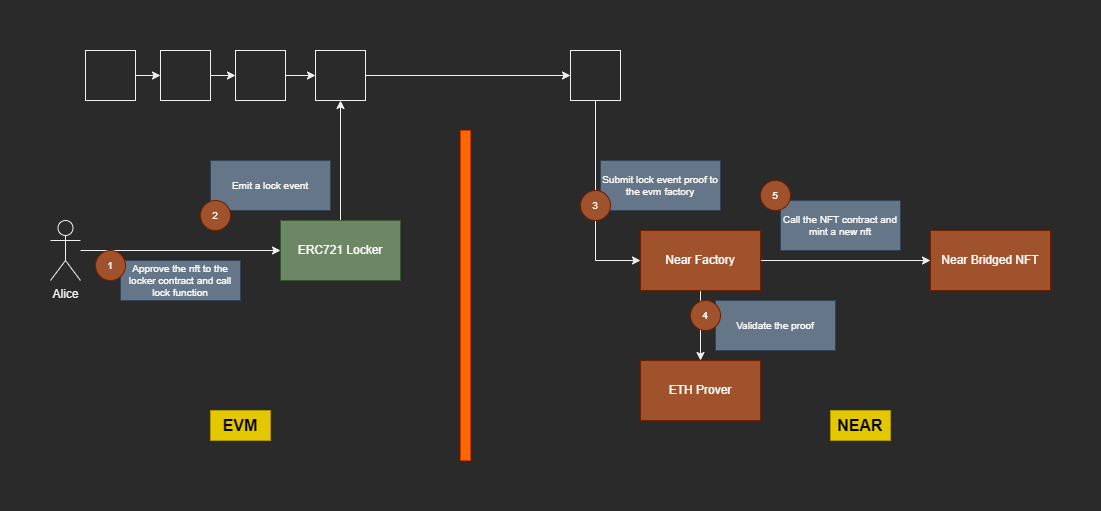 Emit a lock event
2
ERC721 Locker
1
Approve the nft to the
locker contract and call
lock function
Alice
EVM
Submit lock event proof to
the evm factory
3
5
Call the NFT contract and
mint a new nft
Near Factory
Near Bridged NFT
4
Validate the proof
ETH Prover
NEAR